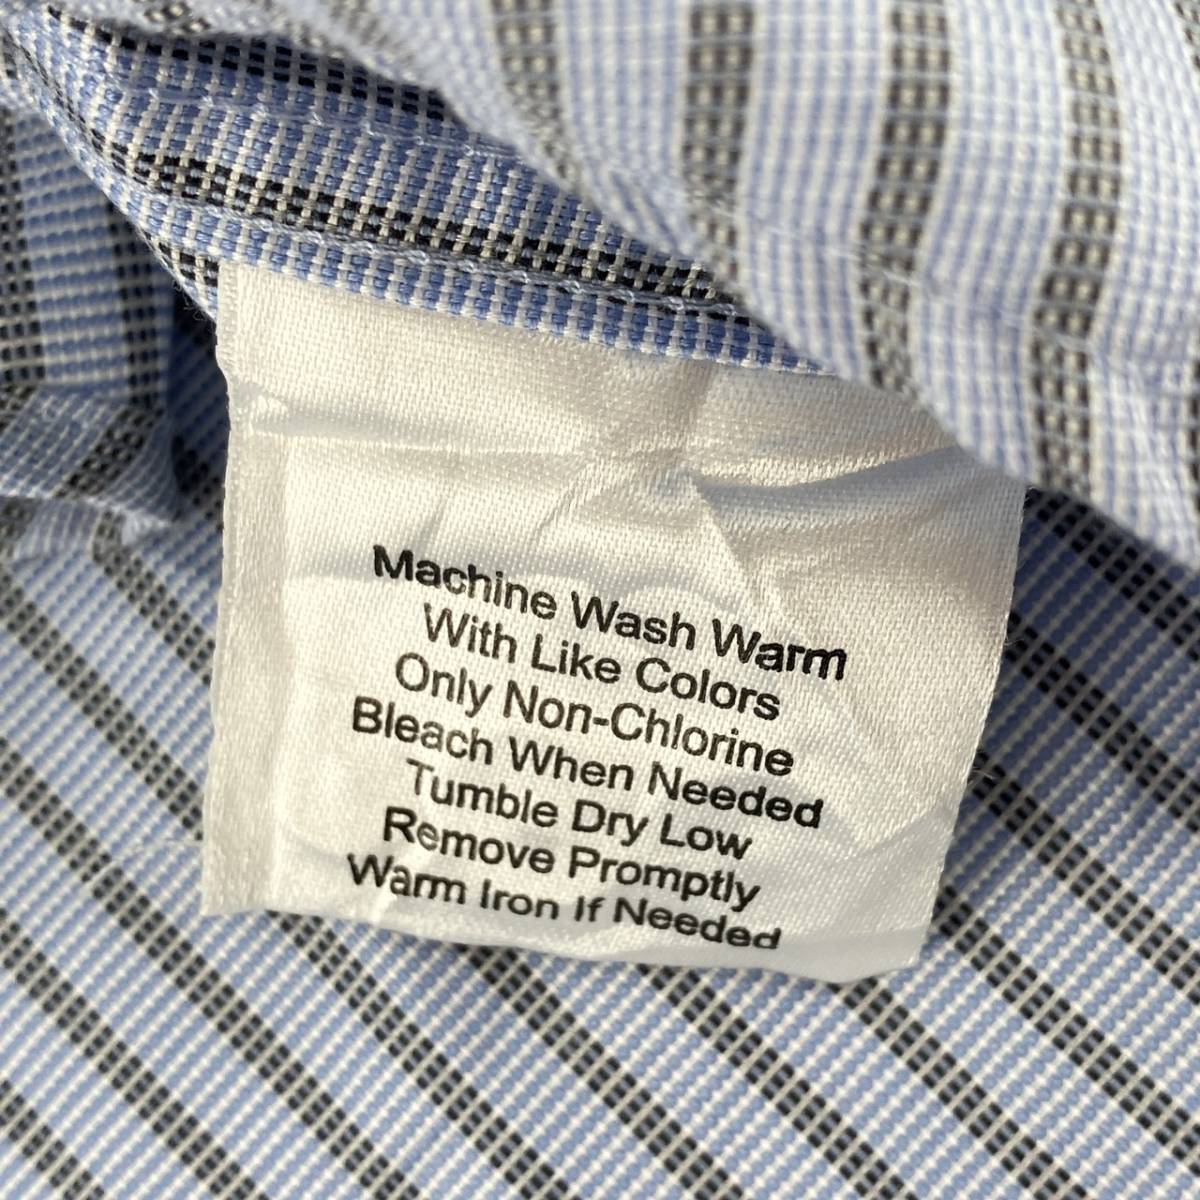 Machine Wash Warm
With Like Colors
Only Non-Chlorine
Bleach When Needed
Tumble Dry Low
Remove Promptly
Warm Iron If Needed